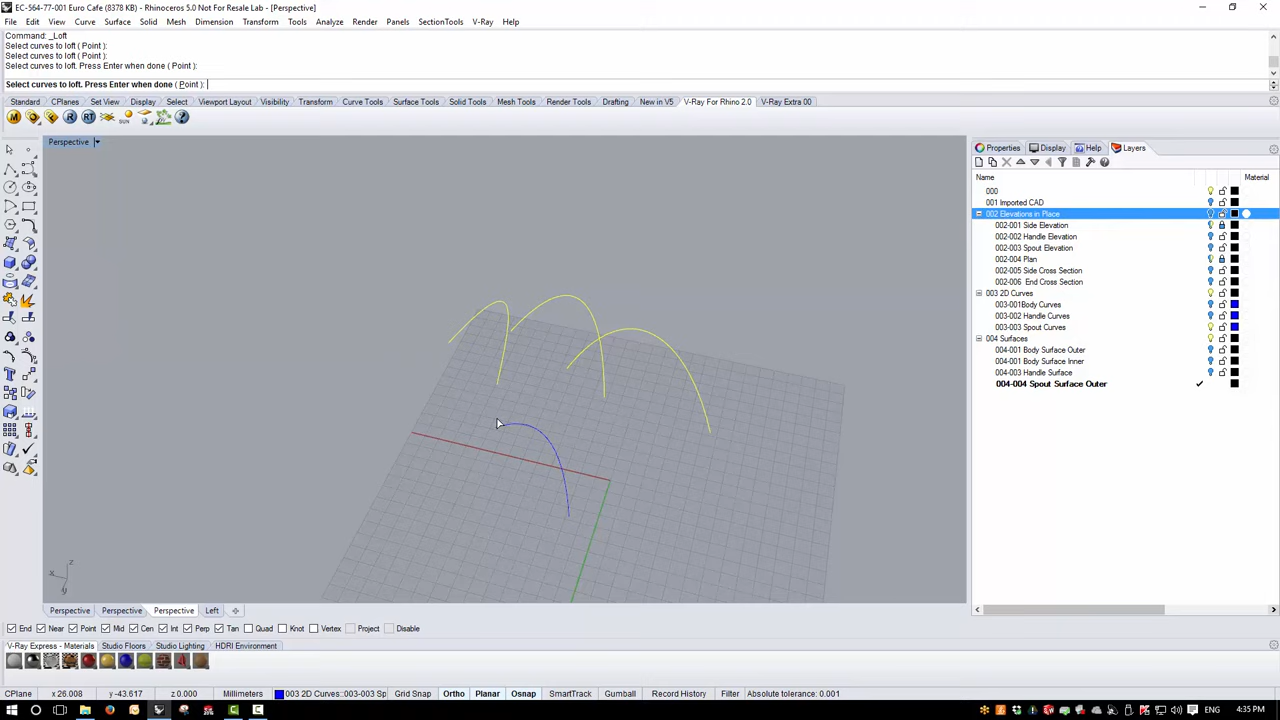 EC-564-77-001 Euro Cafe (8378 KB) - Rhinoceros 5.0 Not For Resale Lab - [Perspective]
File Edit View Curve Surface Solid Mesh Dimension Transform Tools Analyze Render Panels SectionTools V-Ray Help
Command: _Loft
Select curves to loft ( Point ):
Select curves to loft ( Point ):
Select curves to loft. Press Enter when done ( Point ):
Select curves to loft. Press Enter when done ( Point ):
Standard CPlanes Set View Display Select Viewport Layout Visibility Transform Curve Tools Surface Tools Solid Tools Mesh Tools Render Tools Drafting New in V5 V-Ray For Rhino 2.0 V-Ray Extra 00
Perspective
Properties Display Help Layers
Name Material
000
001 Imported CAD
002 Elevations in Place
002-001 Side Elevation
002-002 Handle Elevation
002-003 Spout Elevation
002-004 Plan
002-005 Side Cross Section
002-006 End Cross Section
003 2D Curves
003-001Body Curves
003-002 Handle Curves
003-003 Spout Curves
004 Surfaces
004-001 Body Surface Outer
004-001 Body Surface Inner
004-003 Handle Surface
004-004 Spout Surface Outer
z
x
y
Perspective Perspective Perspective Left
End Near Point Mid Cen Int Perp Tan Quad Knot Vertex Project Disable
V-Ray Express - Materials Studio Floors Studio Lighting HDRI Environment
CPlane x 26.008 y -43.617 z 0.000 Millimeters 003 2D Curves::003-003 Sp Grid Snap Ortho Planar Osnap SmartTrack Gumball Record History Filter Absolute tolerance: 0.001
ENG 4:35 PM